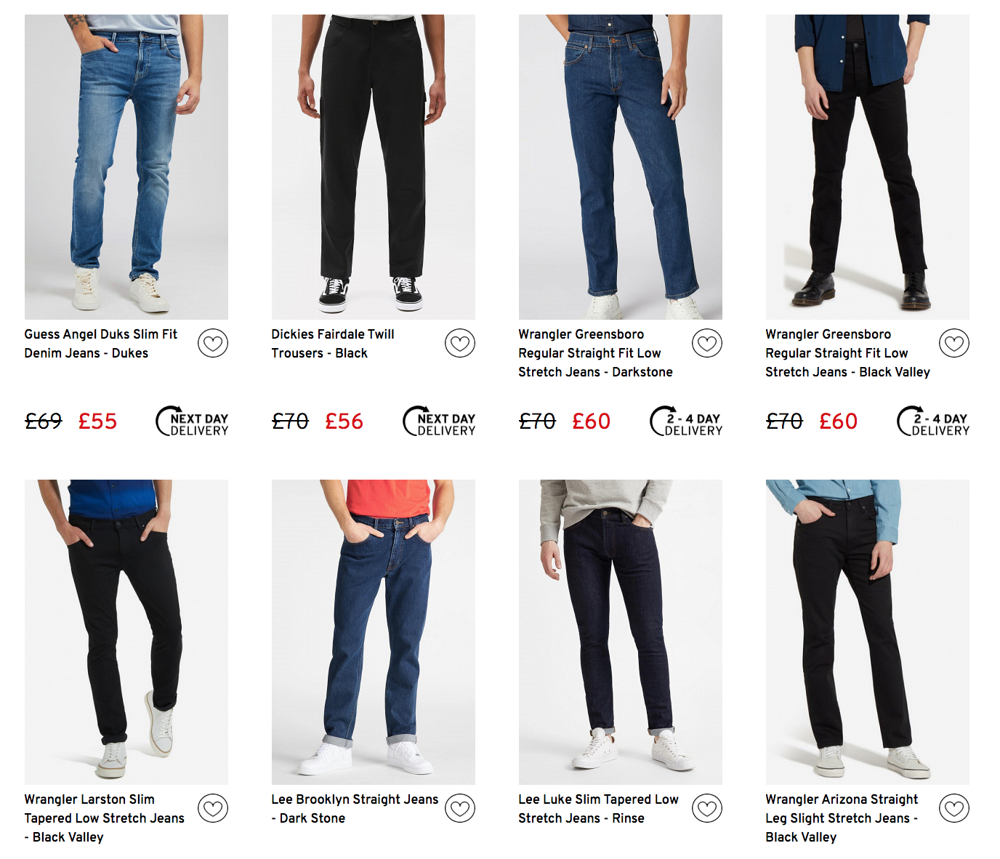 Guess Angel Duks Slim Fit
Denim Jeans - Dukes
Dickies Fairdale Twill
Trousers - Black
Wrangler Greensboro
Regular Straight Fit Low
Stretch Jeans - Darkstone
Wrangler Greensboro
Regular Straight Fit Low
Stretch Jeans - Black Valley
£69 £55
NEXT DAY
DELIVERY
£70 £56
NEXT DAY
DELIVERY
£70 £60
2 - 4 DAY
DELIVERY
£70 £60
2 - 4 DAY
DELIVERY
Wrangler Larston Slim
Tapered Low Stretch Jeans
- Black Valley
Lee Brooklyn Straight Jeans
- Dark Stone
Lee Luke Slim Tapered Low
Stretch Jeans - Rinse
Wrangler Arizona Straight
Leg Slight Stretch Jeans -
Black Valley